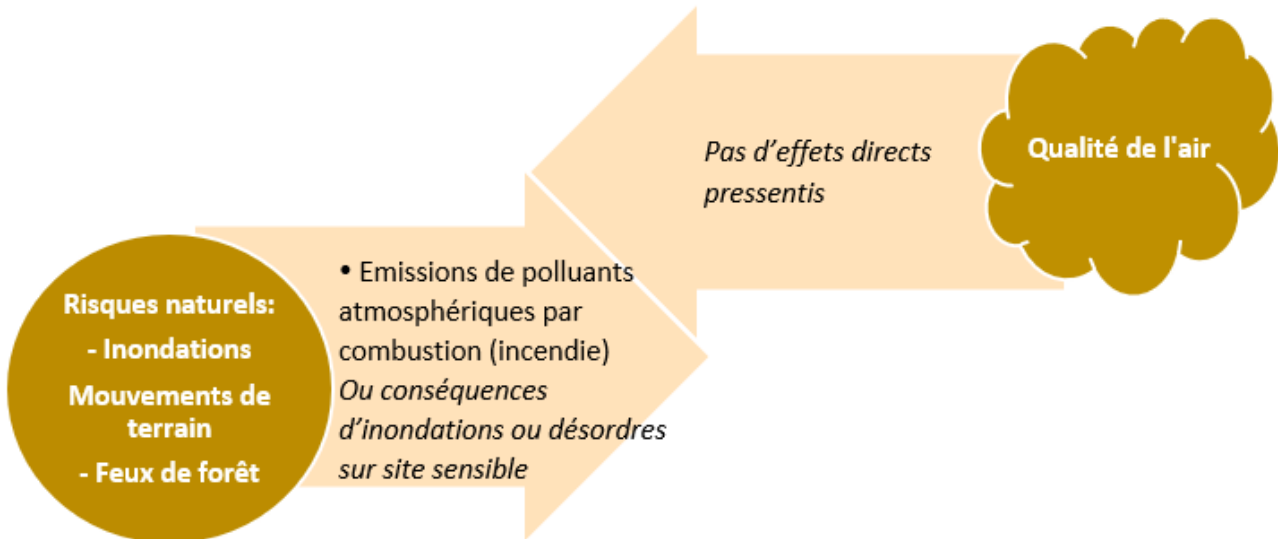 Risques naturels:
- Inondations
Mouvements de
terrain
- Feux de forêt
• Emissions de polluants
atmosphériques par
combustion (incendie)
Ou conséquences
d’inondations ou désordres
sur site sensible
Pas d’effets directs
pressentis
Qualité de l'air